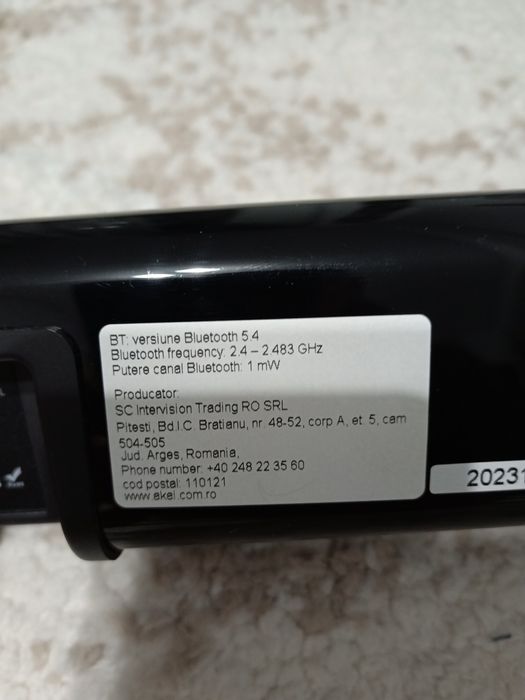 BT: versiune Bluetooth 5.4
Bluetooth frequency: 2.4 – 2.483 GHz
Putere canal Bluetooth: 1 mW
Producator:
SC Intervision Trading RO SRL
Pitesti, Bd.I.C. Bratianu, nr. 48-52, corp A, et. 5, cam
504-505
Jud. Arges, Romania,
Phone number: +40 248 22 35 60
cod postal: 110121
www.akai.com.ro
20231